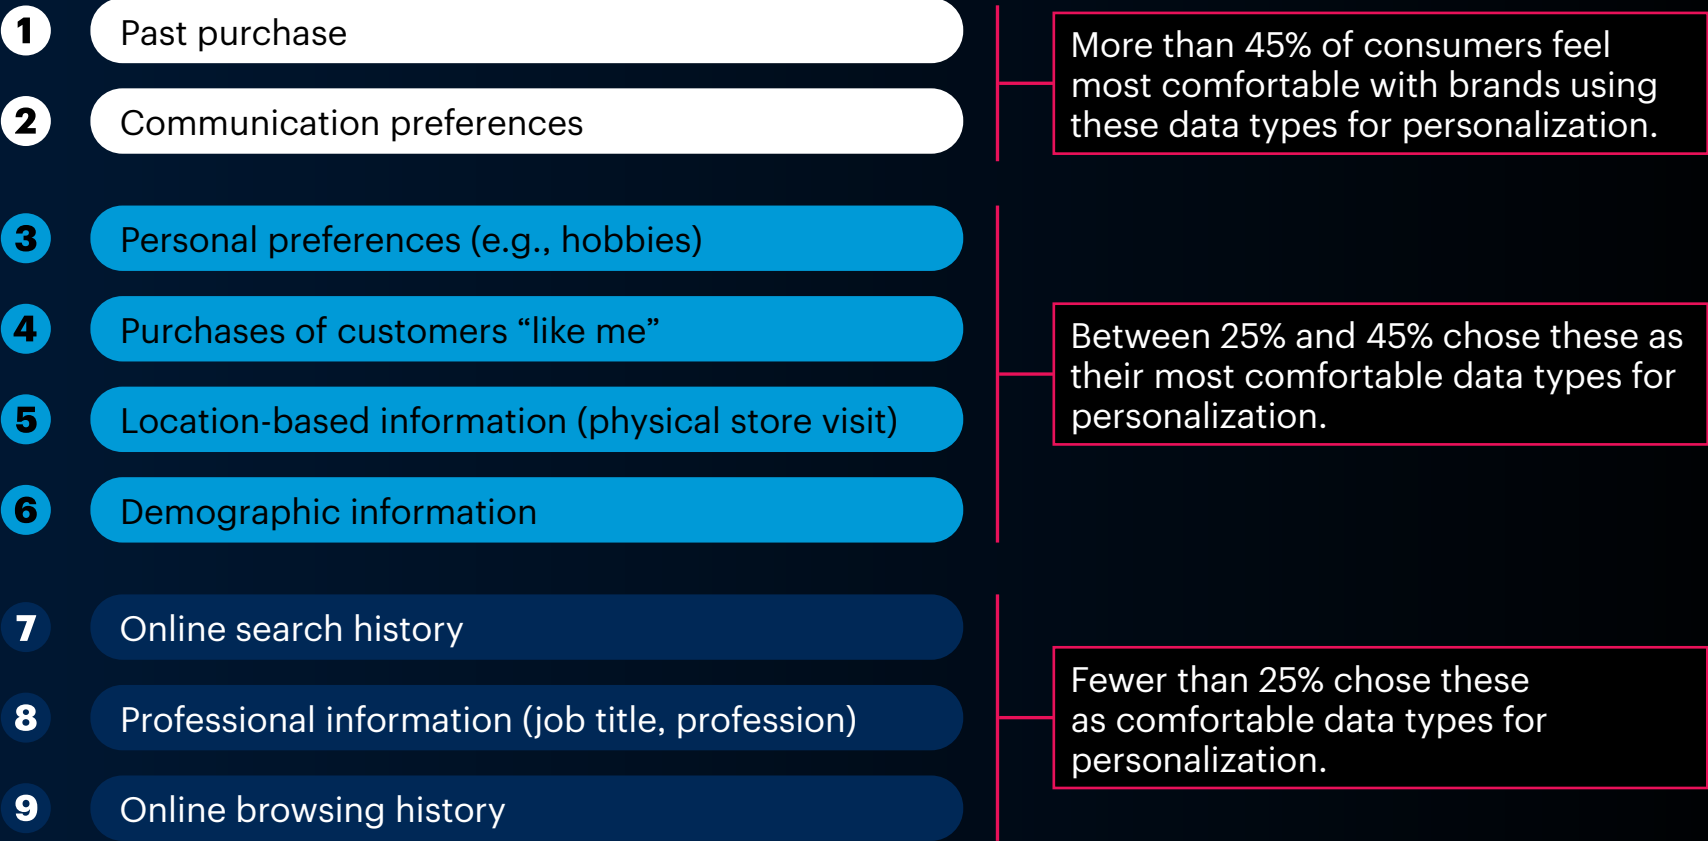 1 Past purchase
2 Communication preferences
More than 45% of consumers feel
most comfortable with brands using
these data types for personalization.
3 Personal preferences (e.g., hobbies)
4 Purchases of customers “like me”
5 Location-based information (physical store visit)
6 Demographic information
Between 25% and 45% chose these as
their most comfortable data types for
personalization.
7 Online search history
8 Professional information (job title, profession)
9 Online browsing history
Fewer than 25% chose these
as comfortable data types for
personalization.